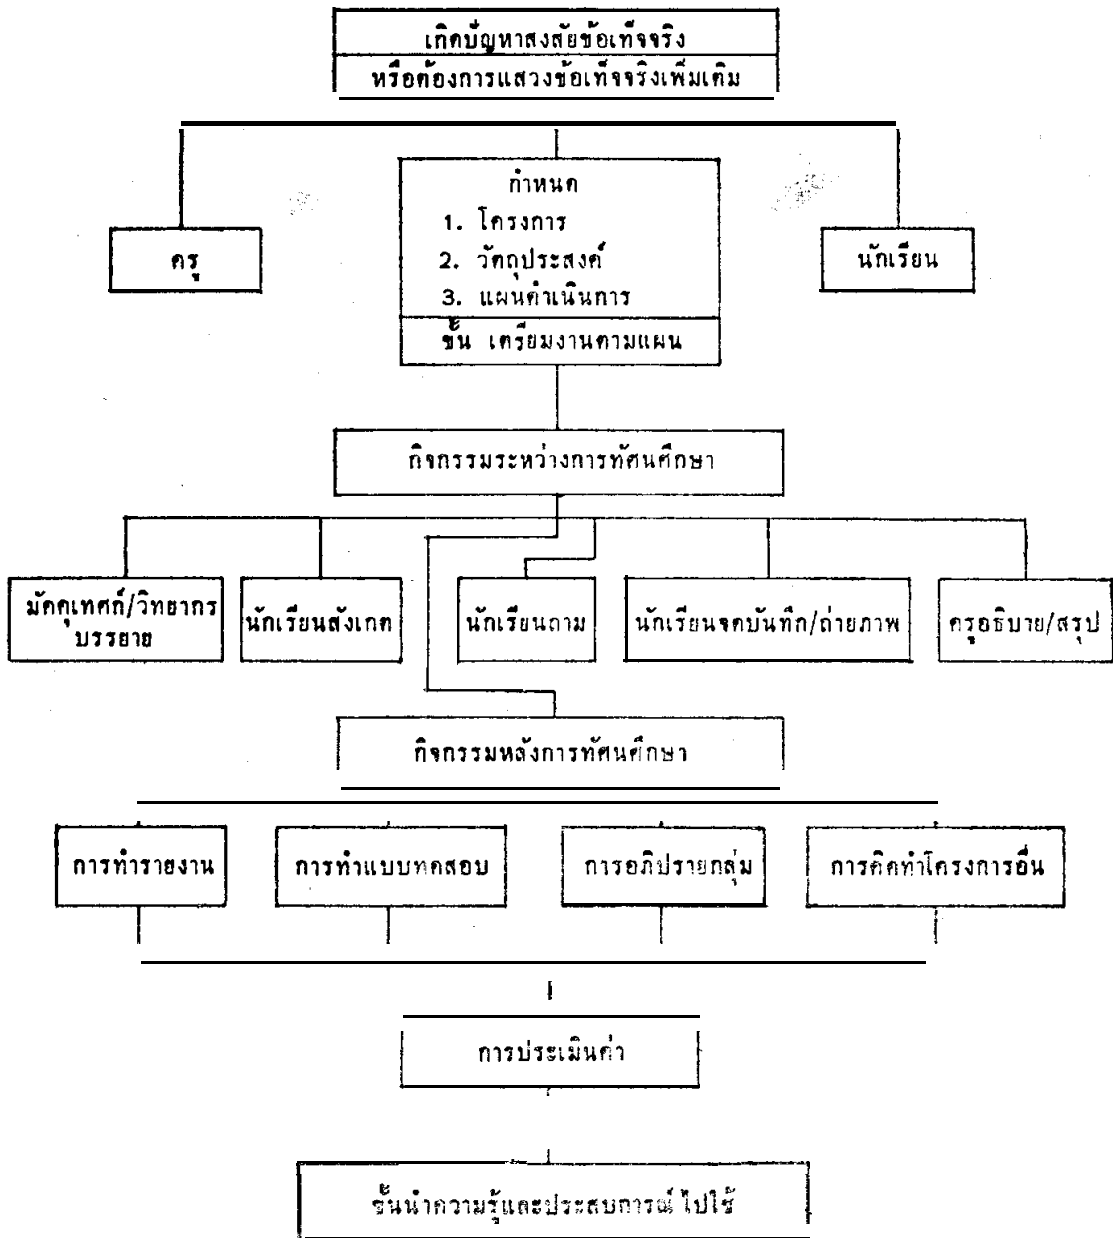 เกิดปัญหาสงสัยข้อเท็จจริง
หรือต้องการแสวงข้อเท็จจริงเพิ่มเติม
กำหนด
1. โครงการ
2. วัตถุประสงค์
3. แผนดำเนินการ
ขั้น เตรียมงานตามแผน
ครู
นักเรียน
กิจกรรมระหว่างการทัศนศึกษา
มัคคุเทศก์/วิทยากร
บรรยาย
นักเรียนสังเกต
นักเรียนถาม
นักเรียนจดบันทึก/ถ่ายภาพ
ครูอธิบาย/สรุป
กิจกรรมหลังการทัศนศึกษา
การทำรายงาน
การทำแบบทดสอบ
การอภิปรายกลุ่ม
การคิดทำโครงการอื่น
การประเมินค่า
ขั้นนำความรู้และประสบการณ์ ไปใช้